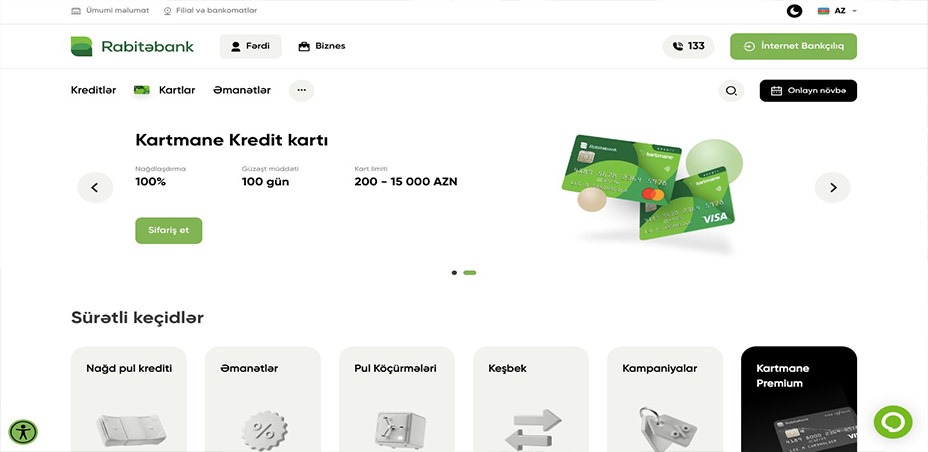 Ümumi məlumat Filial və bankomatlar AZ
Rabitəbank Fərdi Biznes 133 İnternet Bankçılıq
Kreditlər Kartlar Əmanətlər ... Onlayn növbə
Kartmane Kredit kartı
Nağdlaşdırma Güzəşt müddəti Kart limiti
100% 100 gün 200 - 15 000 AZN
Sifariş et
Rabitəbank
kartmane
kartmane
VISA
Sürətli keçidlər
Nağd pul krediti Əmanətlər Pul Köçürmələri Keşbek Kampaniyalar Kartmane Premium
Rabitəbank